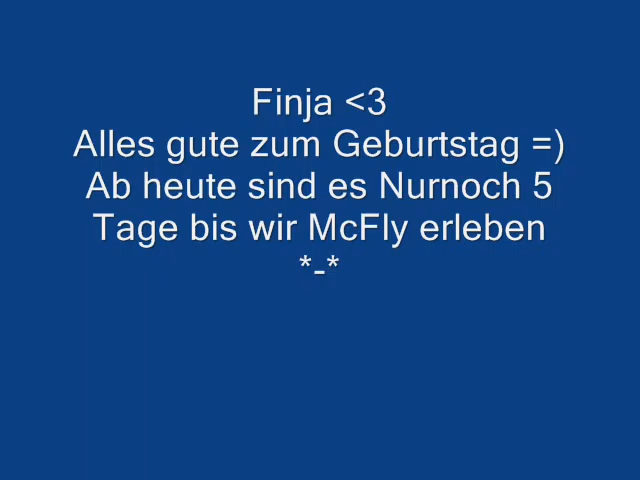 Finja <3
Alles gute zum Geburtstag =)
Ab heute sind es Nurnoch 5
Tage bis wir McFly erleben
*-*